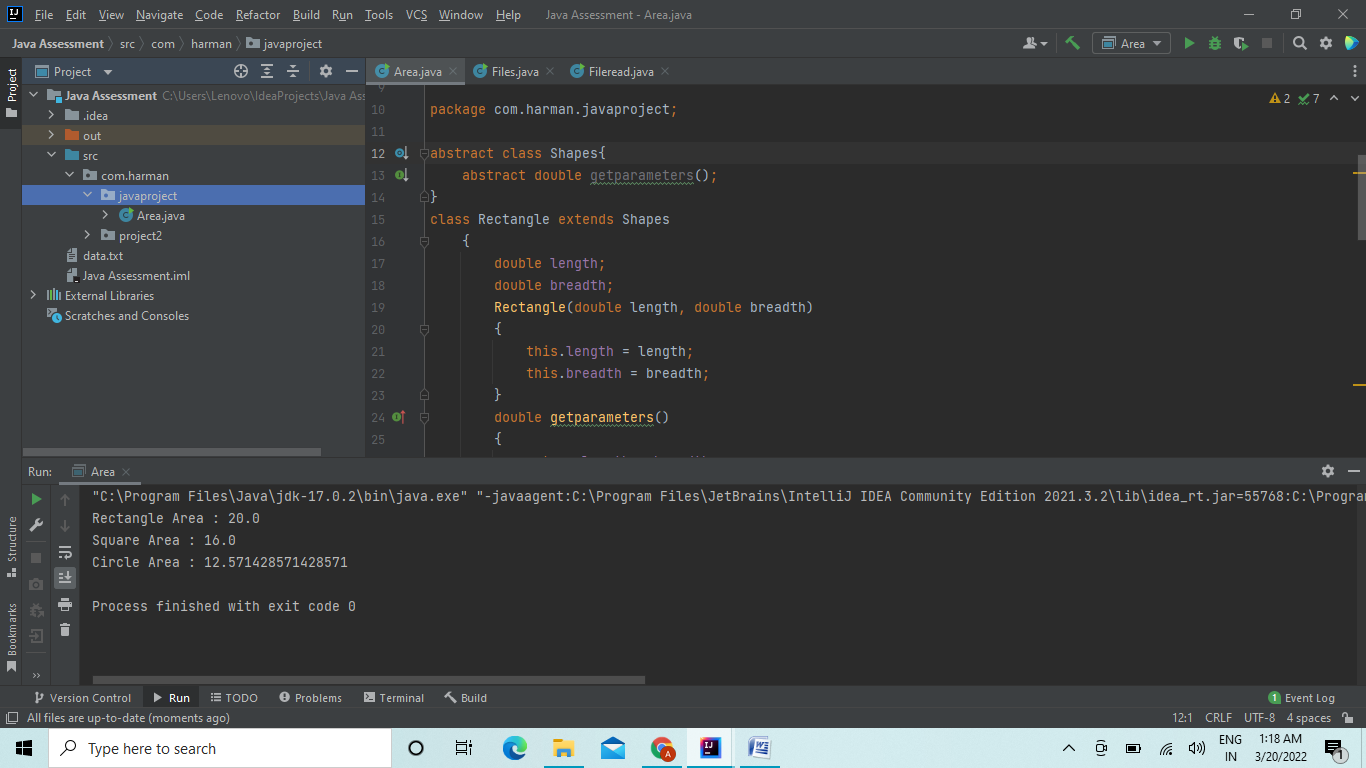 File Edit View Navigate Code Refactor Build Run Tools VCS Window Help Java Assessment - Area.java
Java Assessment src com harman javaproject Area
Project
Project
Area.java Files.java Fileread.java
Java Assessment C:\Users\Lenovo\IdeaProjects\Java Ass
.idea
out
src
com.harman
javaproject
Area.java
project2
data.txt
Java Assessment.iml
External Libraries
Scratches and Consoles
2 7
9
10 package com.harman.javaproject;
11
12 abstract class Shapes{
13 abstract double getparameters();
14 }
15 class Rectangle extends Shapes
16 {
17 double length;
18 double breadth;
19 Rectangle(double length, double breadth)
20 {
21 this.length = length;
22 this.breadth = breadth;
23 }
24 double getparameters()
25 {
Run: Area
"C:\Program Files\Java\jdk-17.0.2\bin\java.exe" "-javaagent:C:\Program Files\JetBrains\IntelliJ IDEA Community Edition 2021.3.2\lib\idea_rt.jar=55768:C:\Program
Rectangle Area : 20.0
Square Area : 16.0
Circle Area : 12.571428571428571
Process finished with exit code 0
Structure
Bookmarks
Version Control Run TODO Problems Terminal Build 1 Event Log
All files are up-to-date (moments ago) 12:1 CRLF UTF-8 4 spaces
Type here to search
ENG
IN
1:18 AM
3/20/2022
1